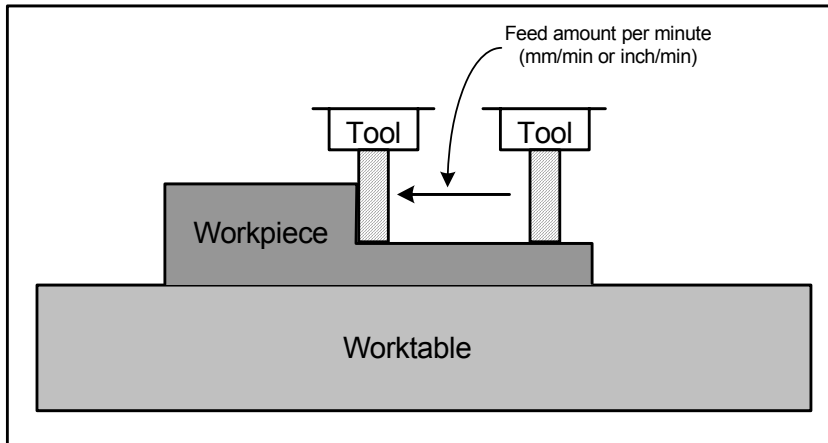 Feed amount per minute
(mm/min or inch/min)
Tool
Tool
Workpiece
Worktable